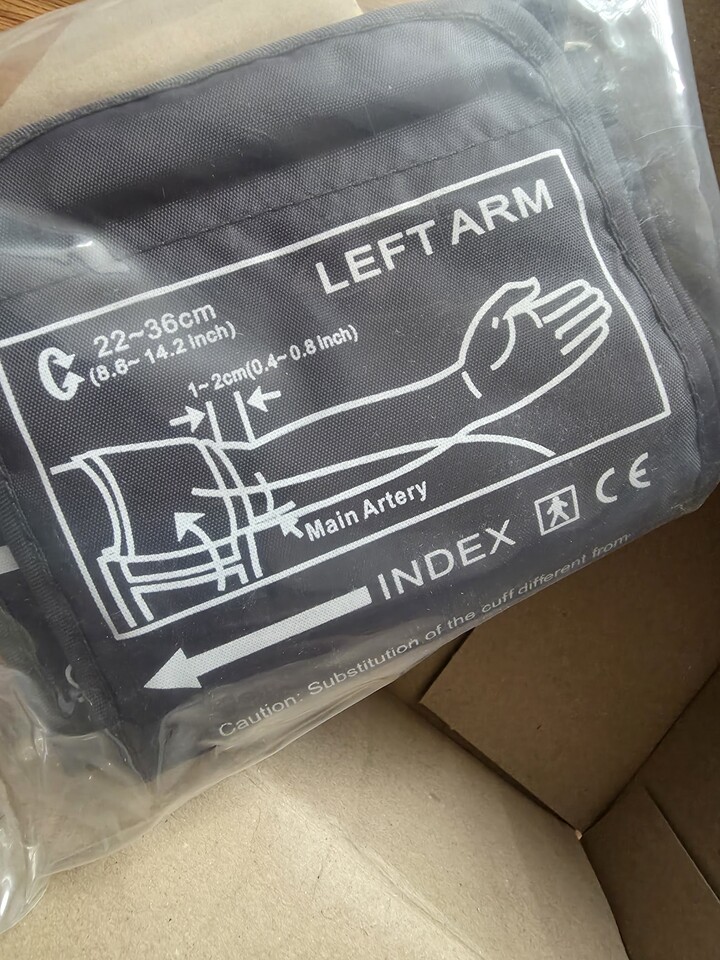 LEFT ARM
22~36cm
(8.6~14.2 inch)
1~2cm(0.4~0.8 inch)
Main Artery
INDEX
CE
Caution: Substitution of the cuff different from